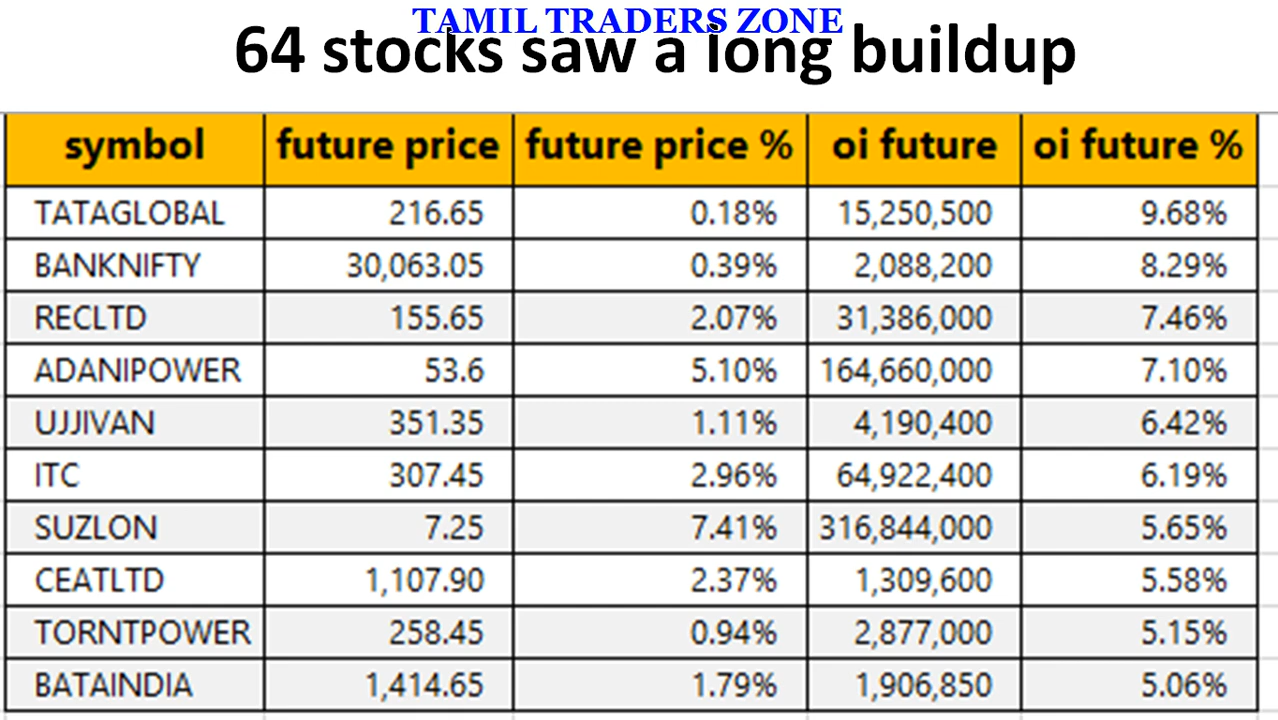 TAMIL TRADERS ZONE
64 stocks saw a long buildup
symbol future price future price % oi future oi future %
TATAGLOBAL 216.65 0.18% 15,250,500 9.68%
BANKNIFTY 30,063.05 0.39% 2,088,200 8.29%
RECLTD 155.65 2.07% 31,386,000 7.46%
ADANIPOWER 53.6 5.10% 164,660,000 7.10%
UJJIVAN 351.35 1.11% 4,190,400 6.42%
ITC 307.45 2.96% 64,922,400 6.19%
SUZLON 7.25 7.41% 316,844,000 5.65%
CEATLTD 1,107.90 2.37% 1,309,600 5.58%
TORNTPOWER 258.45 0.94% 2,877,000 5.15%
BATAINDIA 1,414.65 1.79% 1,906,850 5.06%